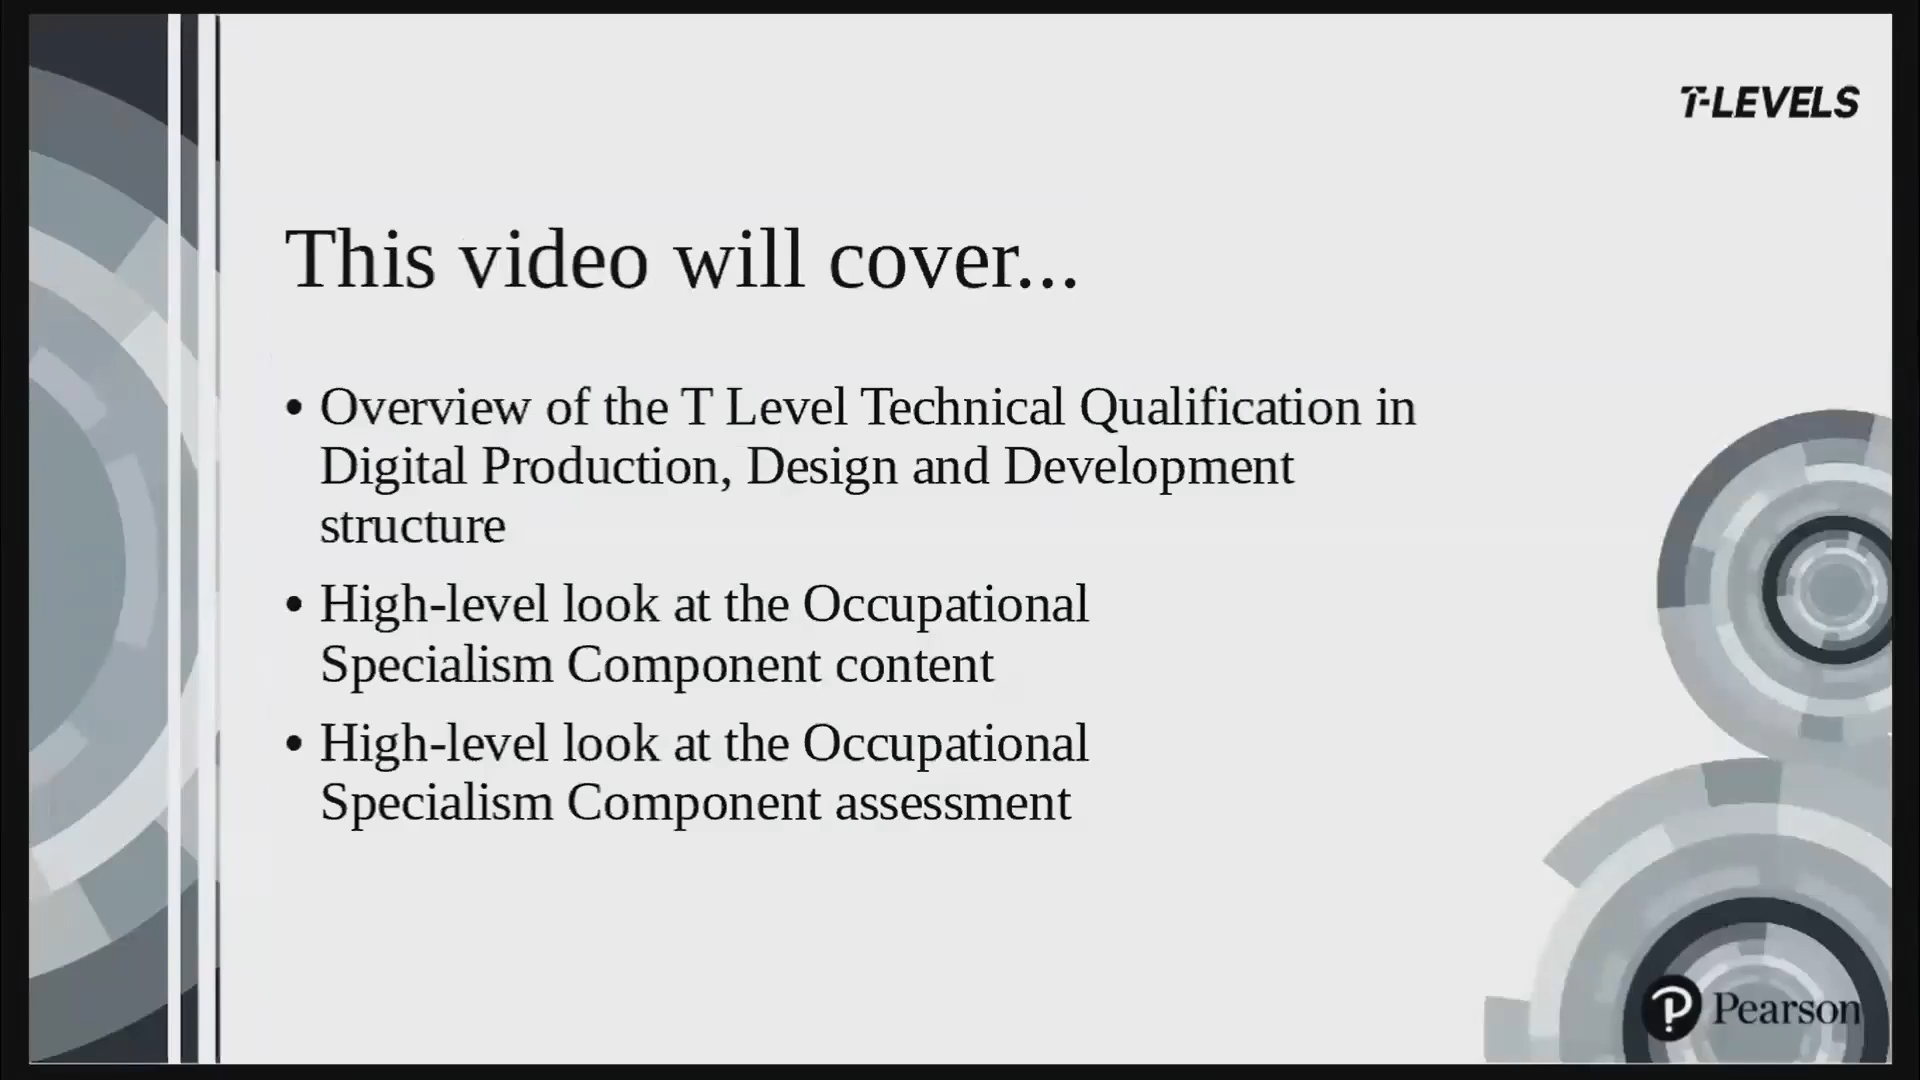 T-LEVELS
This video will cover...
• Overview of the T Level Technical Qualification in
Digital Production, Design and Development
structure
• High-level look at the Occupational
Specialism Component content
• High-level look at the Occupational
Specialism Component assessment
Pearson